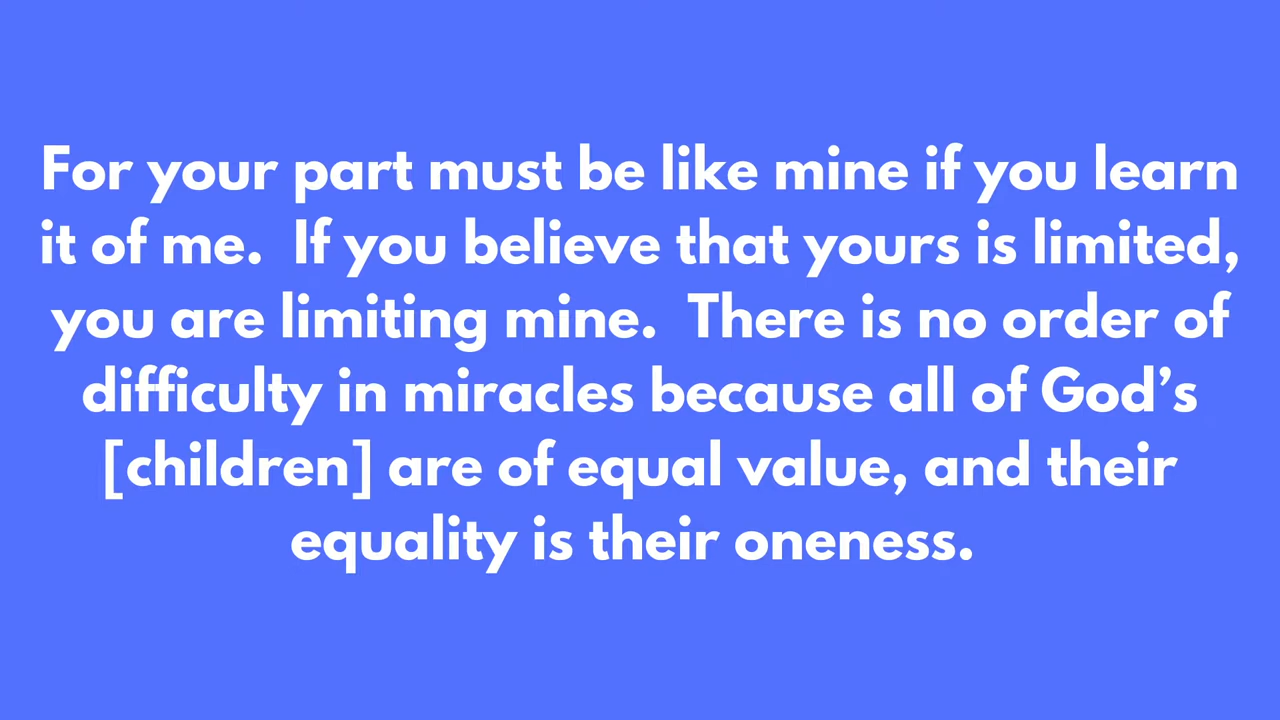 For your part must be like mine if you learn
it of me.  If you believe that yours is limited,
you are limiting mine.  There is no order of
difficulty in miracles because all of God’s
[children] are of equal value, and their
equality is their oneness.